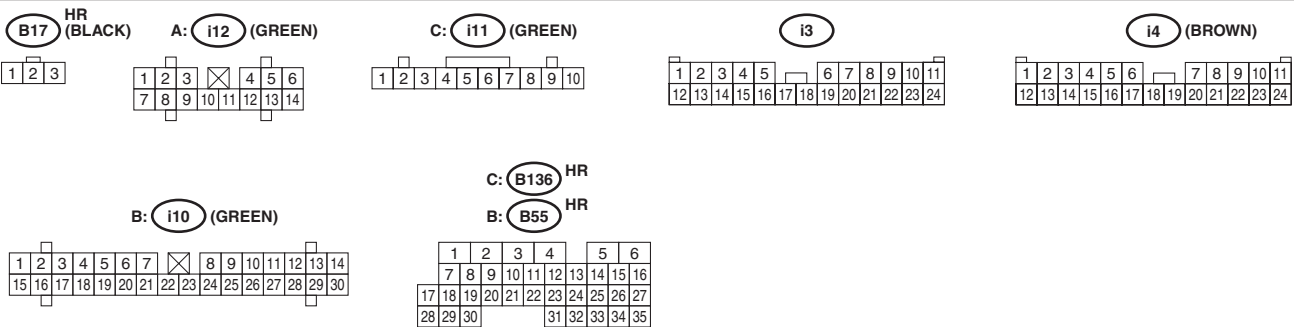 HR
B17 (BLACK)
1 2 3
A: i12 (GREEN)
1 2 3 4 5 6
7 8 9 10 11 12 13 14
C: i11 (GREEN)
1 2 3 4 5 6 7 8 9 10
i3
1 2 3 4 5 6 7 8 9 10 11
12 13 14 15 16 17 18 19 20 21 22 23 24
i4 (BROWN)
1 2 3 4 5 6 7 8 9 10 11
12 13 14 15 16 17 18 19 20 21 22 23 24
B: i10 (GREEN)
1 2 3 4 5 6 7 8 9 10 11 12 13 14
15 16 17 18 19 20 21 22 23 24 25 26 27 28 29 30
C: B136 HR
B: B55 HR
1 2 3 4 5 6
7 8 9 10 11 12 13 14 15 16
17 18 19 20 21 22 23 24 25 26 27
28 29 30 31 32 33 34 35